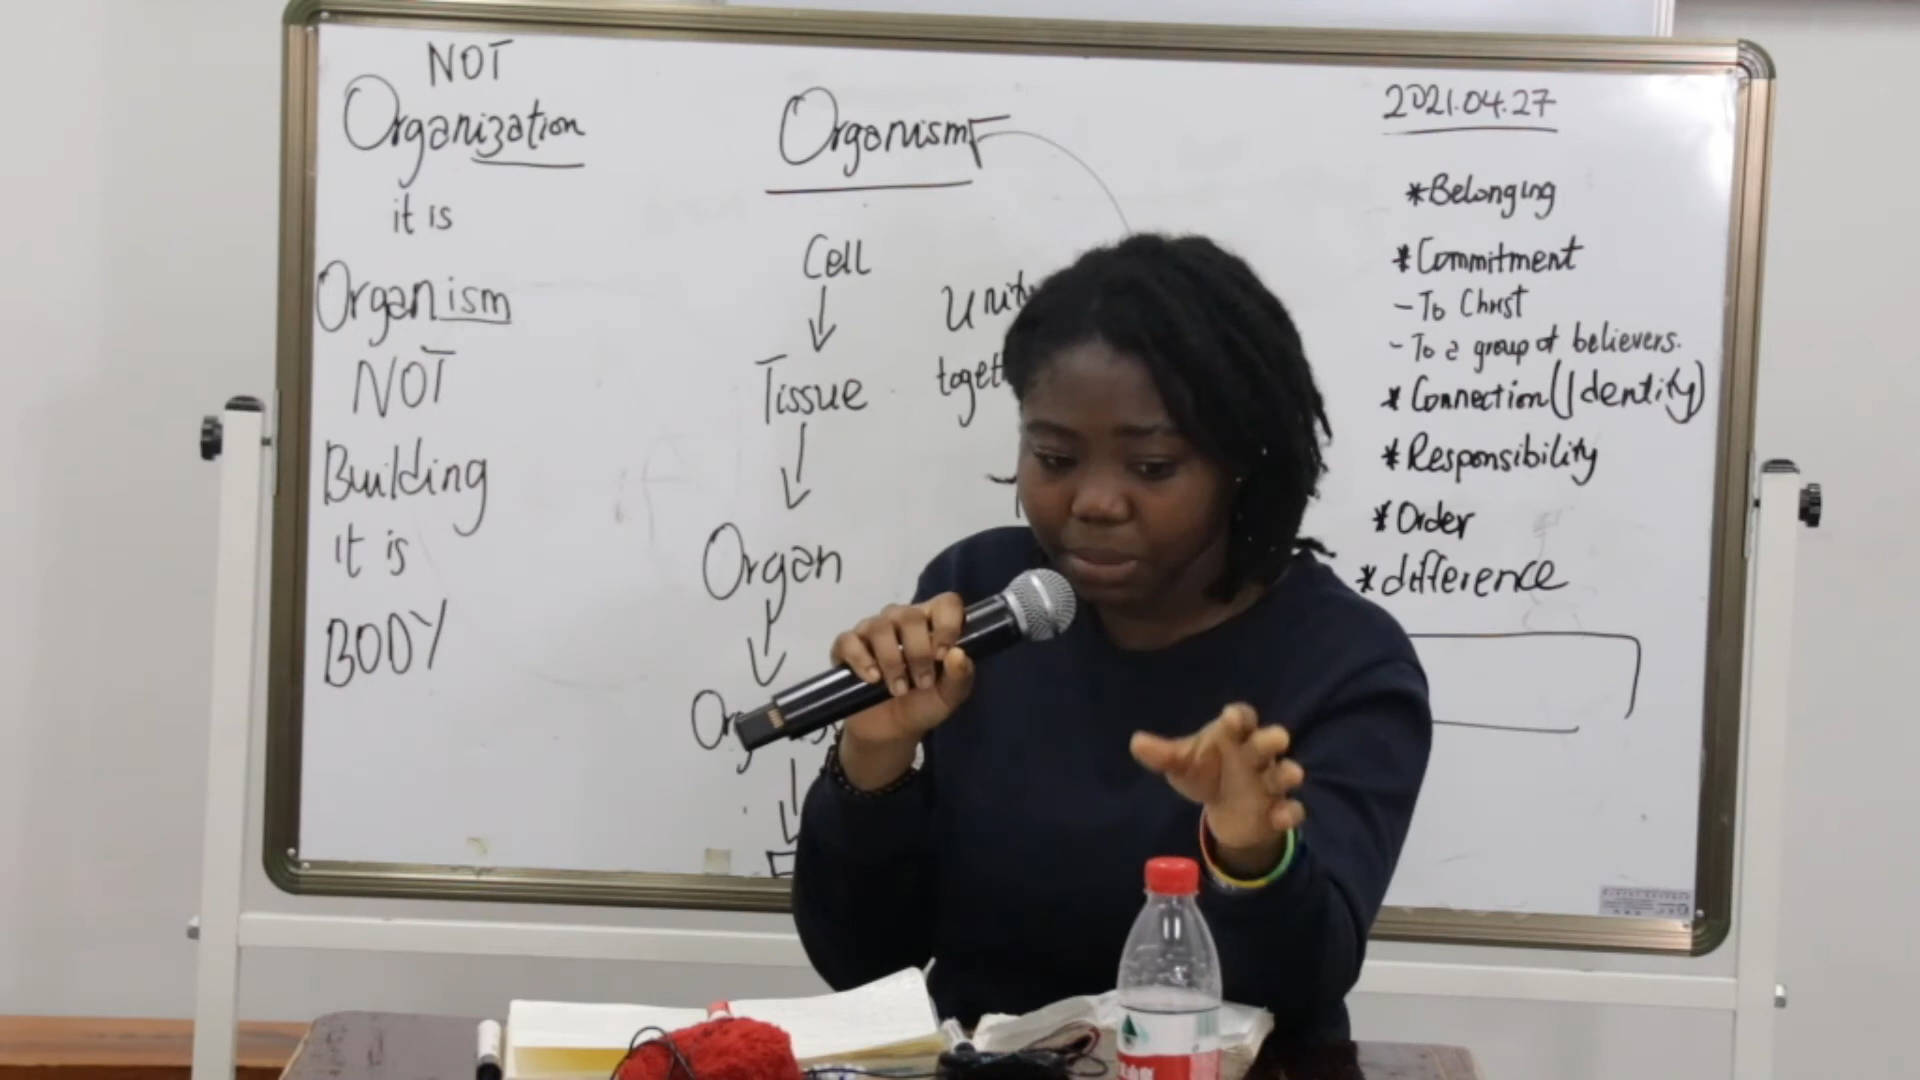 NOT
Organization
it is
Organism
NOT
Building
it is
BODY
Organism
Cell
Tissue
Organ
Unity
2021.04.27
*Belonging
*Commitment
- To Christ
- To a group of believers.
*Connection (Identity)
*Responsibility
*Order
*difference